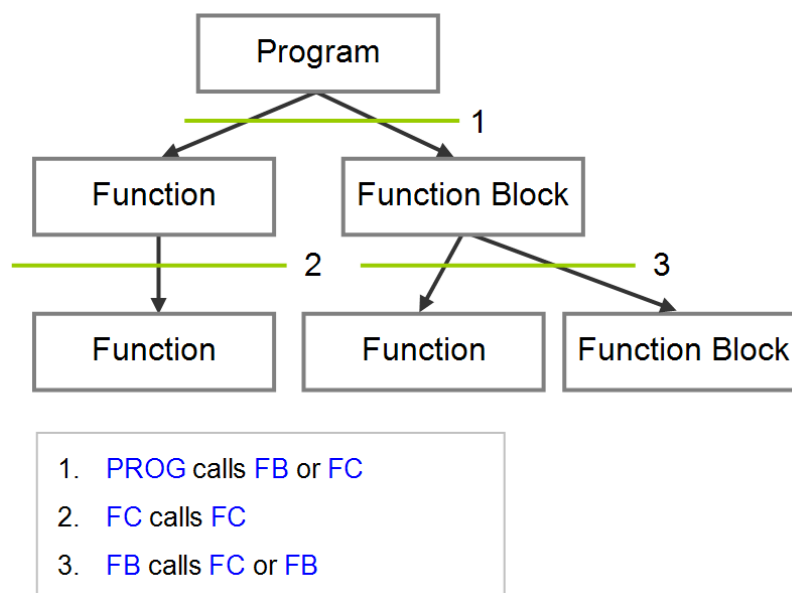 Program
1
Function
Function Block
2
3
Function
Function
Function Block
1. PROG calls FB or FC
2. FC calls FC
3. FB calls FC or FB